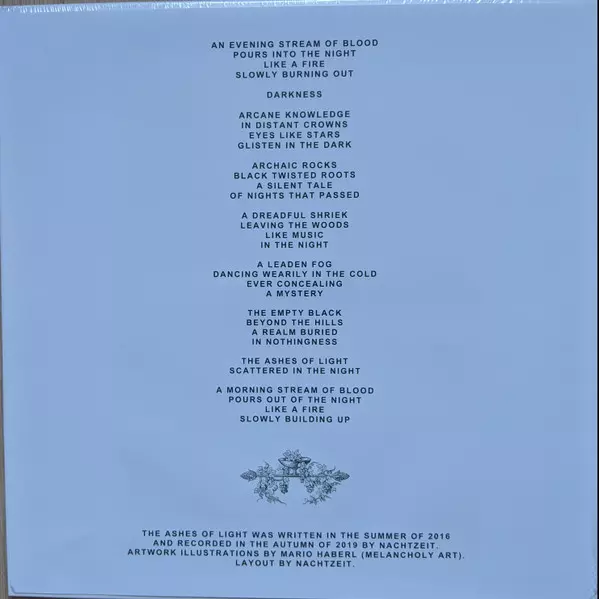 AN EVENING STREAM OF BLOOD
POURS INTO THE NIGHT
LIKE A FIRE
SLOWLY BURNING OUT
DARKNESS
ARCANE KNOWLEDGE
IN DISTANT CROWNS
EYES LIKE STARS
GLISTEN IN THE DARK
ARCHAIC ROCKS
BLACK TWISTED ROOTS
A SILENT TALE
OF NIGHTS THAT PASSED
A DREADFUL SHRIEK
LEAVING THE WOODS
LIKE MUSIC
IN THE NIGHT
A LEADEN FOG
DANCING WEARILY IN THE COLD
EVER CONCEALING
A MYSTERY
THE EMPTY BLACK
BEYOND THE HILLS
A REALM BURIED
IN NOTHINGNESS
THE ASHES OF LIGHT
SCATTERED IN THE NIGHT
A MORNING STREAM OF BLOOD
POURS OUT OF THE NIGHT
LIKE A FIRE
SLOWLY BUILDING UP
THE ASHES OF LIGHT WAS WRITTEN IN THE SUMMER OF 2016
AND RECORDED IN THE AUTUMN OF 2019 BY NACHTZEIT.
ARTWORK ILLUSTRATIONS BY MARIO HABERL (MELANCHOLY ART).
LAYOUT BY NACHTZEIT.